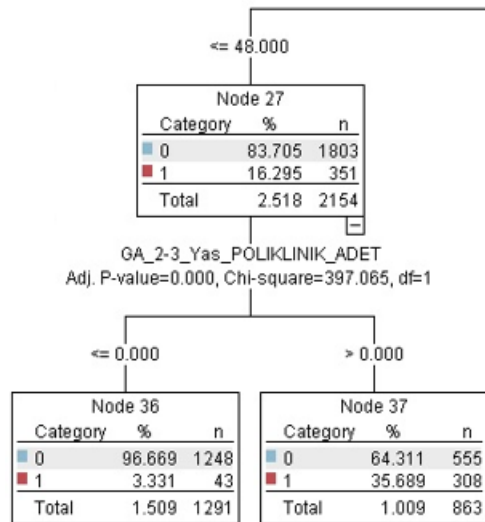 <= 48.000
Node 27
Category % n
0 83.705 1803
1 16.295 351
Total 2.518 2154
GA_2-3_Yas_POLIKLINIK_ADET
Adj. P-value=0.000, Chi-square=397.065, df=1
<= 0.000 > 0.000
Node 36
Category % n
0 96.669 1248
1 3.331 43
Total 1.509 1291
Node 37
Category % n
0 64.311 555
1 35.689 308
Total 1.009 863